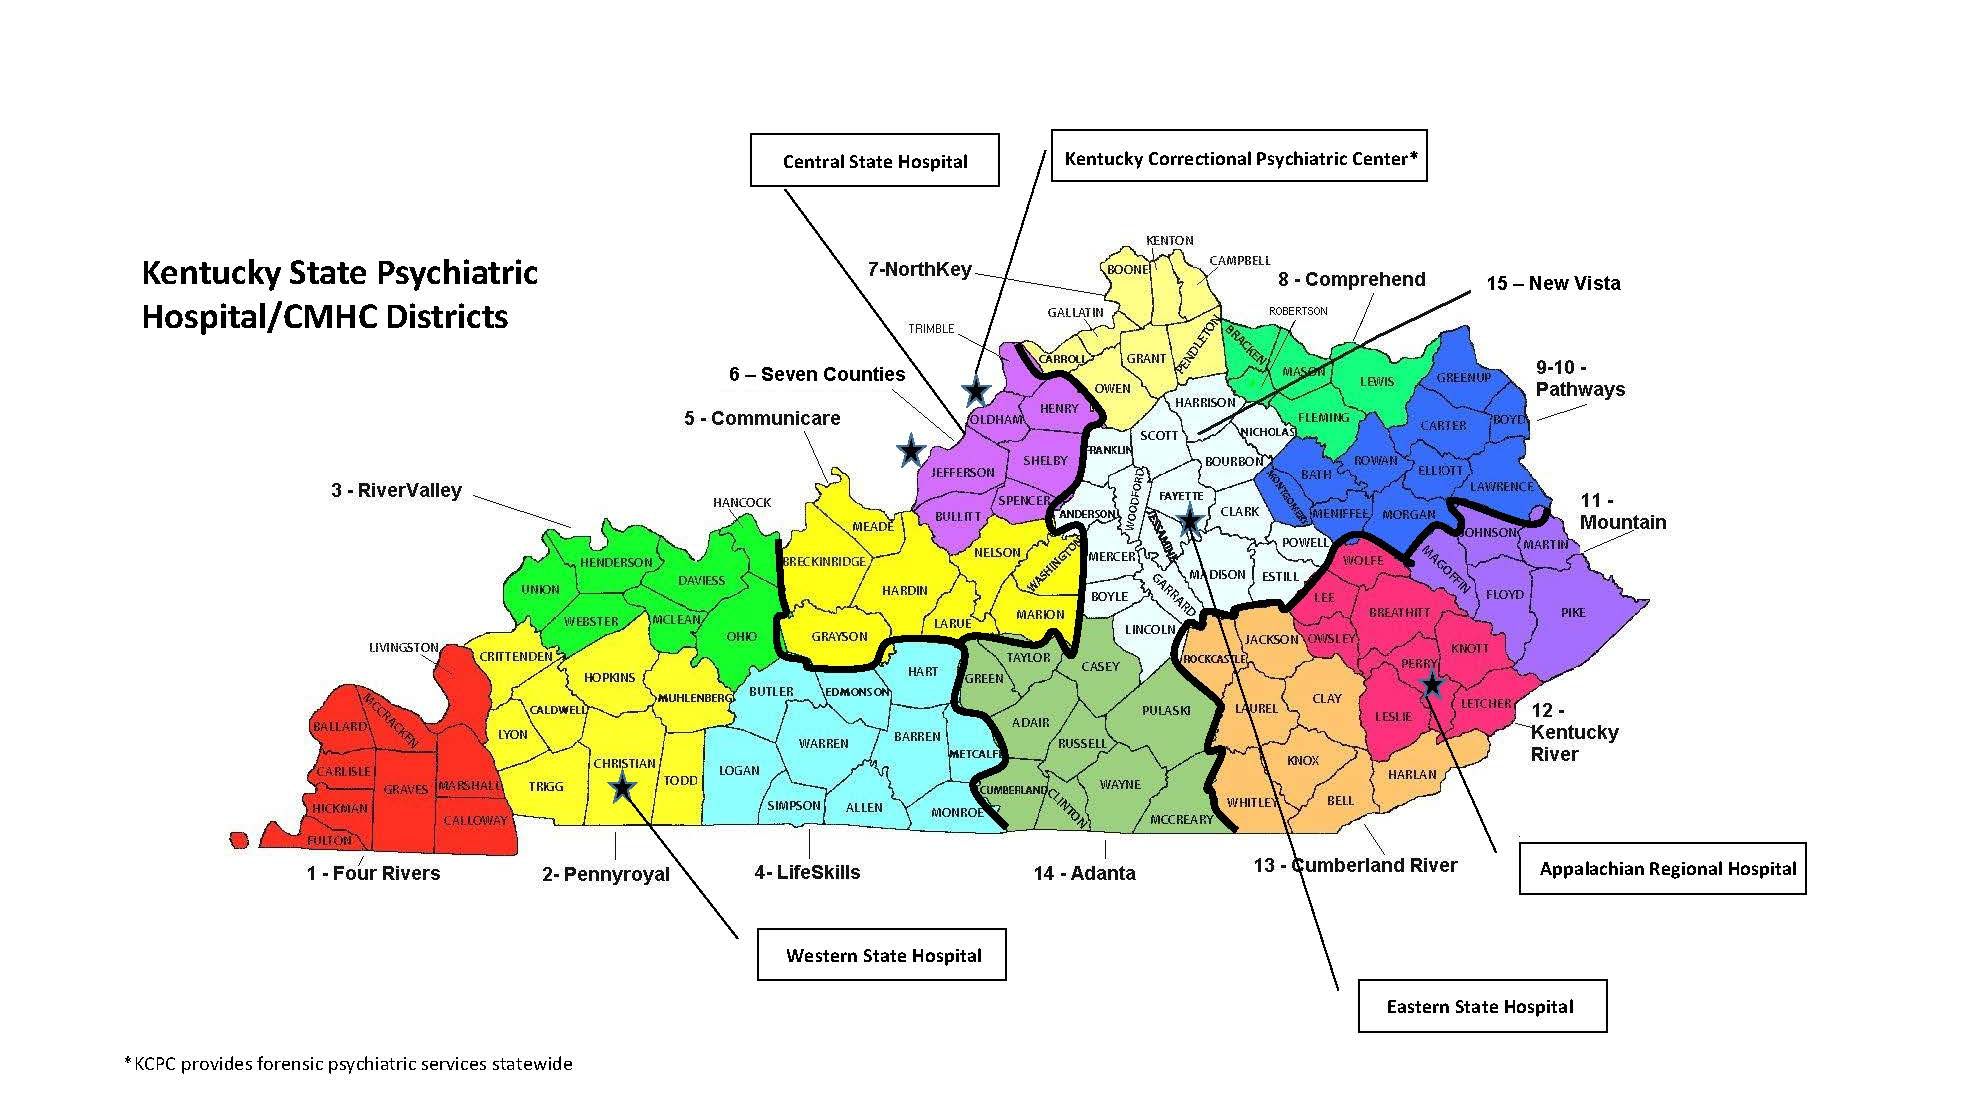 Central State Hospital
Kentucky Correctional Psychiatric Center*
Kentucky State Psychiatric
Hospital/CMHC Districts
KENTON
CAMPBELL
7-NorthKey
BOONE
8 - Comprehend
15 – New Vista
GALLATIN
ROBERTSON
TRIMBLE
CARROLL
GRANT
PENDLETON
BRACKEN
MASON
LEWIS
GREENUP
9-10 -
Pathways
6 – Seven Counties
OWEN
HARRISON
5 - Communicare
OLDHAM
HENRY
SCOTT
NICHOLAS
FLEMING
CARTER
BOYD
FRANKLIN
BOURBON
JEFFERSON
SHELBY
BATH
ROWAN
ELLIOTT
LAWRENCE
3 - RiverValley
HANCOCK
SPENCER
BULLITT
ANDERSON
WOODFORD
FAYETTE
JESSAMINE
CLARK
MONTGOMERY
MENIFFEE
MORGAN
11 -
Mountain
MEADE
NELSON
WASHINGTON
MERCER
POWELL
JOHNSON
MARTIN
BRECKINRIDGE
HENDERSON
DAVIESS
UNION
HARDIN
MADISON
ESTILL
WOLFE
MAGOFFIN
FLOYD
PIKE
WEBSTER
MCLEAN
OHIO
GRAYSON
LARUE
MARION
BOYLE
GARRARD
LINCOLN
LEE
BREATHITT
LIVINGSTON
CRITTENDEN
HOPKINS
MUHLENBERG
BUTLER
EDMONSON
HART
GREEN
TAYLOR
CASEY
ROCKCASTLE
JACKSON
OWSLEY
PERRY
KNOTT
BALLARD
MCCRACKEN
CALDWELL
LYON
WARREN
BARREN
METCALFE
ADAIR
RUSSELL
PULASKI
LAUREL
CLAY
LESLIE
LETCHER
12 -
Kentucky
River
CARLISLE
GRAVES
MARSHALL
TRIGG
CHRISTIAN
TODD
LOGAN
KNOX
HARLAN
HICKMAN
FULTON
CALLOWAY
SIMPSON
ALLEN
MONROE
CUMBERLAND
CLINTON
WAYNE
MCCREARY
WHITLEY
BELL
1 - Four Rivers
2- Pennyroyal
4- LifeSkills
14 - Adanta
13 - Cumberland River
Appalachian Regional Hospital
Western State Hospital
Eastern State Hospital
*KCPC provides forensic psychiatric services statewide